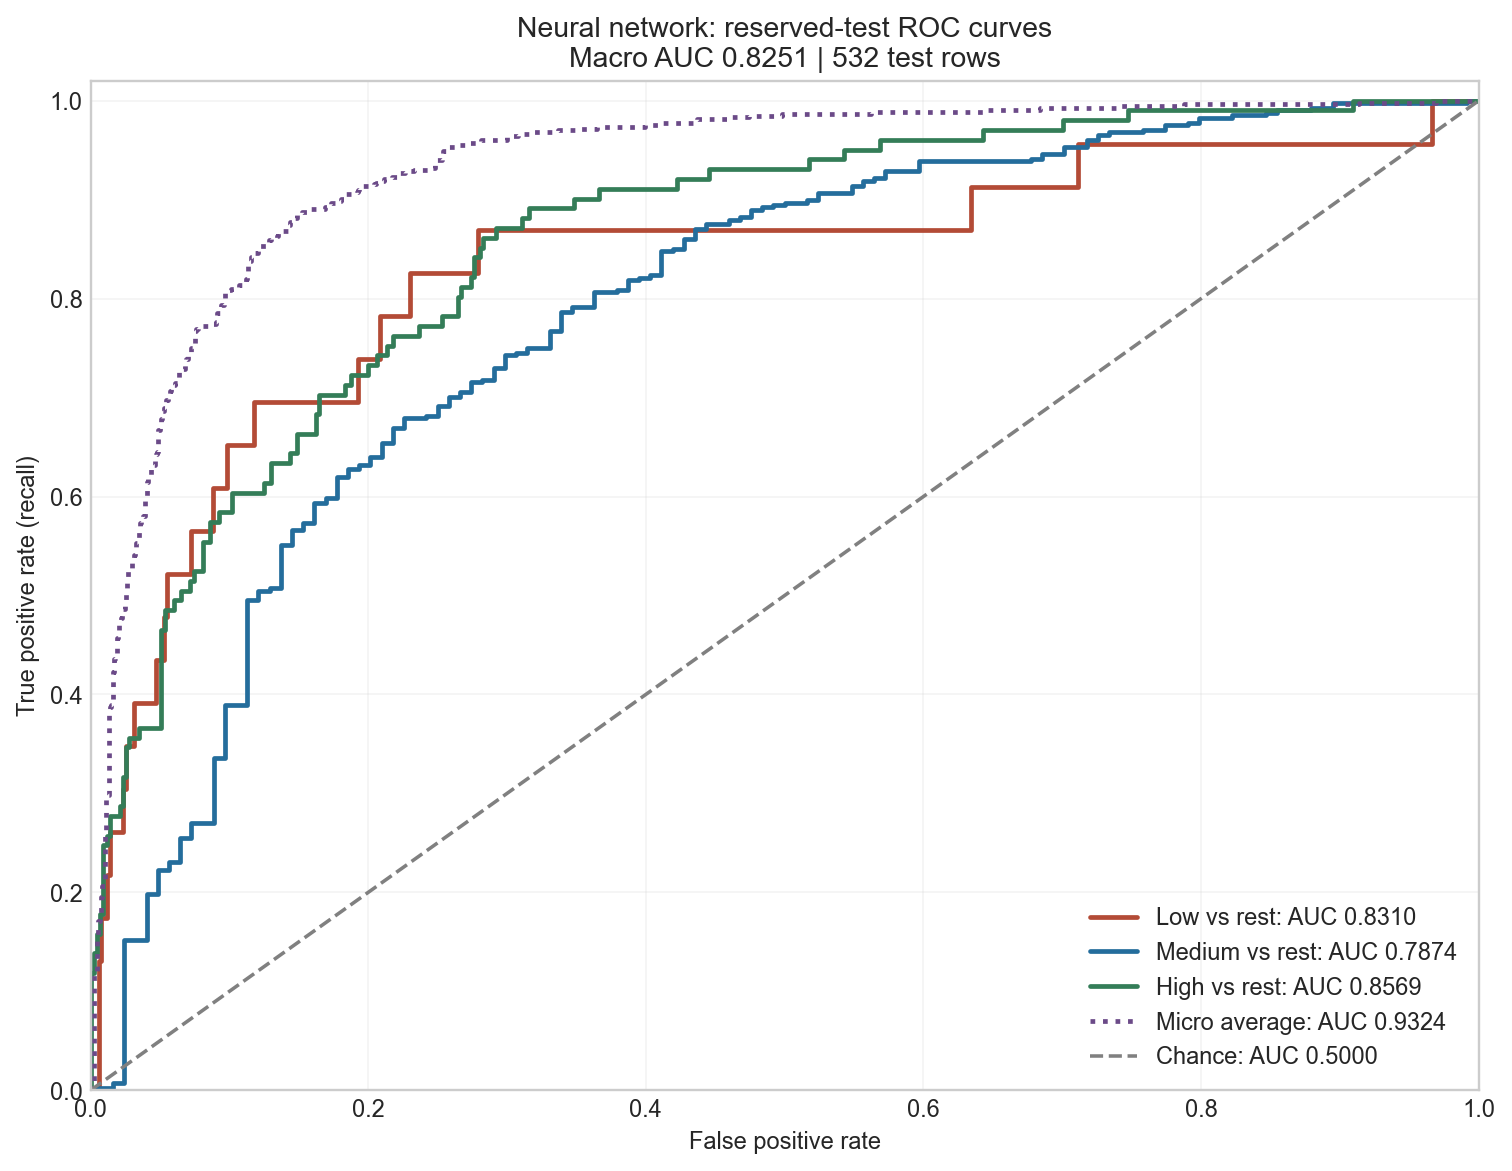 Neural network: reserved-test ROC curves
Macro AUC 0.8251 | 532 test rows
True positive rate (recall)
1.0
0.8
0.6
0.4
0.2
0.0
0.0
0.2
0.4
0.6
0.8
1.0
False positive rate
Low vs rest: AUC 0.8310
Medium vs rest: AUC 0.7874
High vs rest: AUC 0.8569
Micro average: AUC 0.9324
Chance: AUC 0.5000